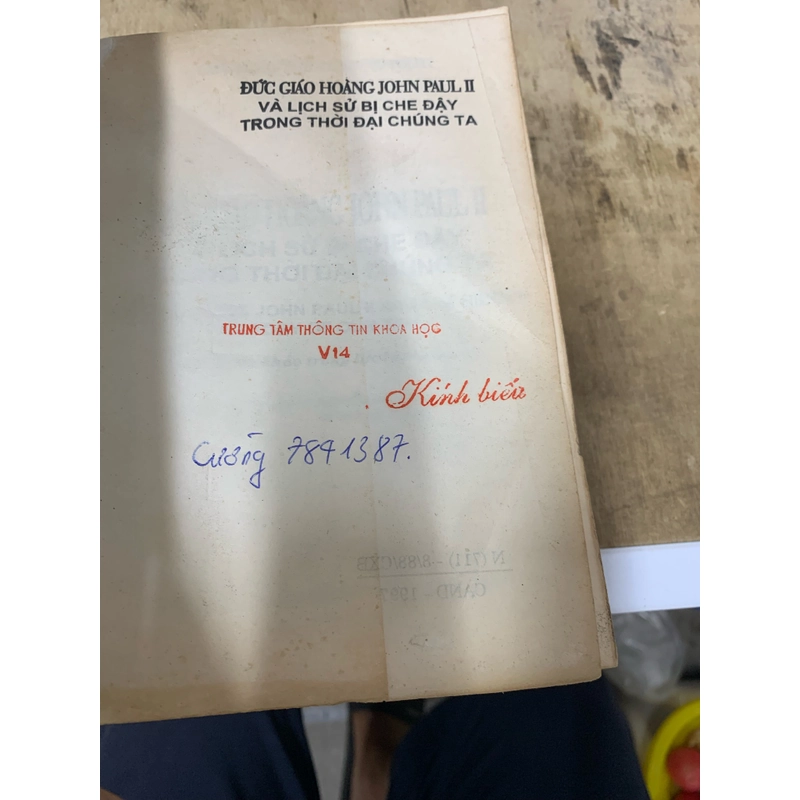 ĐỨC GIÁO HOÀNG JOHN PAUL II
VÀ LỊCH SỬ BỊ CHE ĐẬY
TRONG THỜI ĐẠI CHÚNG TA
TRUNG TÂM THÔNG TIN KHOA HỌC
V14
Kính biếu
Cường 7841387.